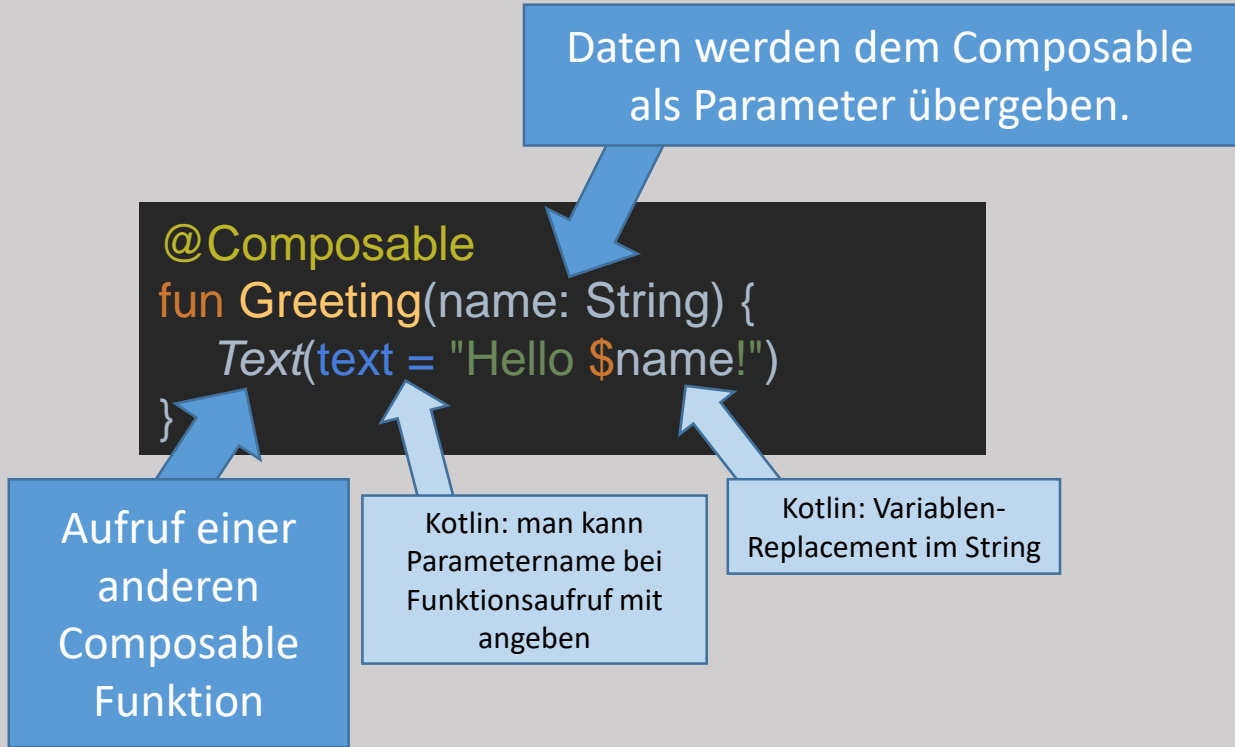 Daten werden dem Composable
als Parameter übergeben.
@Composable
fun Greeting(name: String) {
Text(text = "Hello $name!")
}
Aufruf einer
anderen
Composable
Funktion
Kotlin: man kann
Parametername bei
Funktionsaufruf mit
angeben
Kotlin: Variablen-
Replacement im String